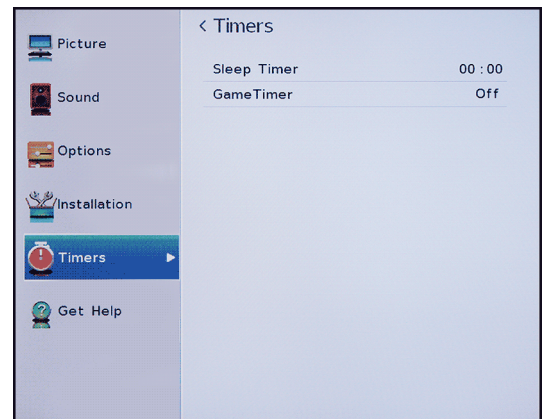 < Timers
Picture
Sound
Options
Installation
Timers
Get Help
Sleep Timer 00 : 00
GameTimer Off